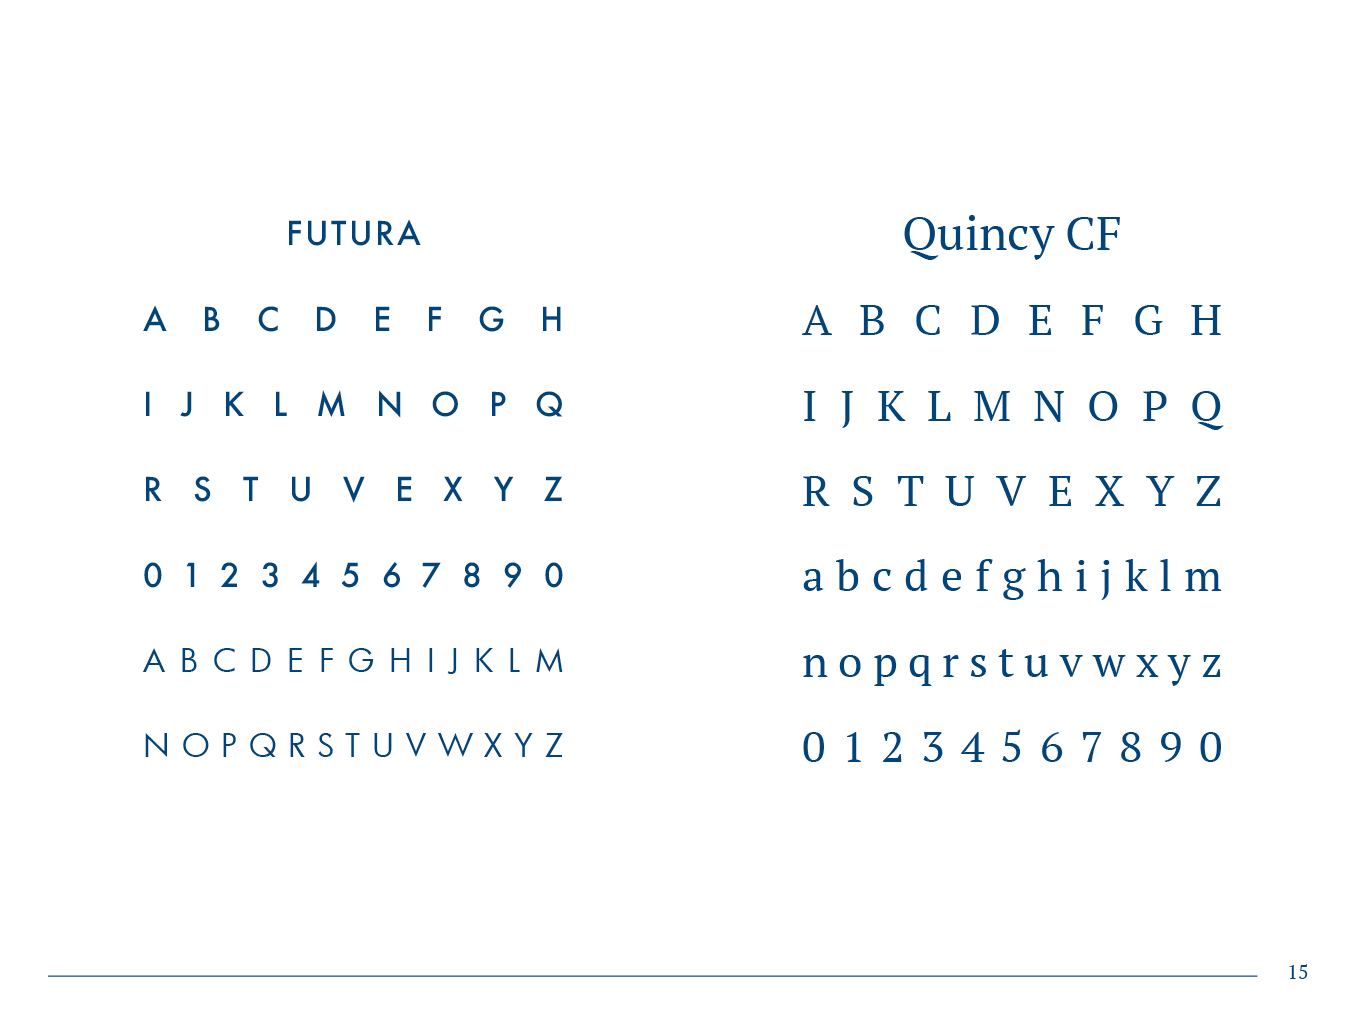 FUTURA
A B C D E F G H
I J K L M N O P Q
R S T U V E X Y Z
0 1 2 3 4 5 6 7 8 9 0
A B C D E F G H I J K L M
N O P Q R S T U V W X Y Z
Quincy CF
A B C D E F G H
I J K L M N O P Q
R S T U V E X Y Z
a b c d e f g h i j k l m
n o p q r s t u v w x y z
0 1 2 3 4 5 6 7 8 9 0
15